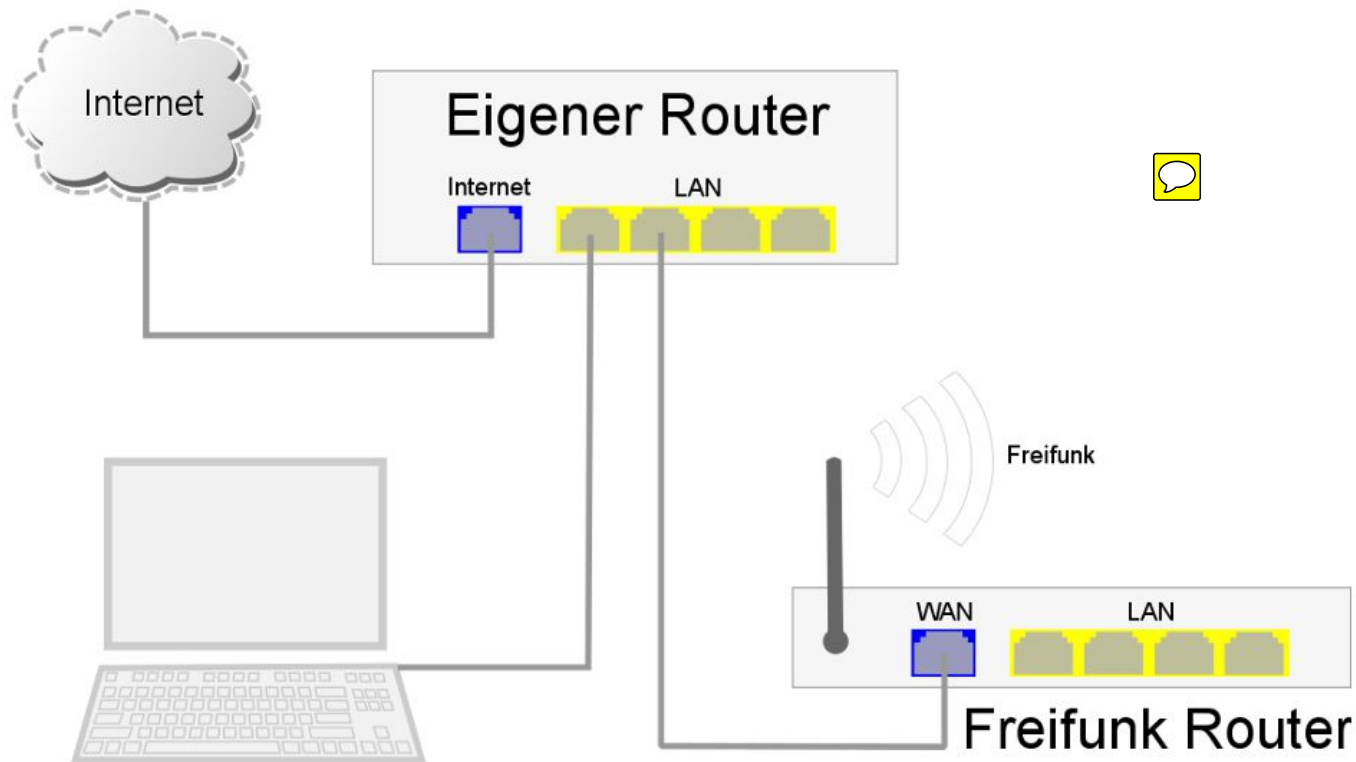 Internet
Eigener Router
Internet
LAN
Freifunk
WAN
LAN
Freifunk Router